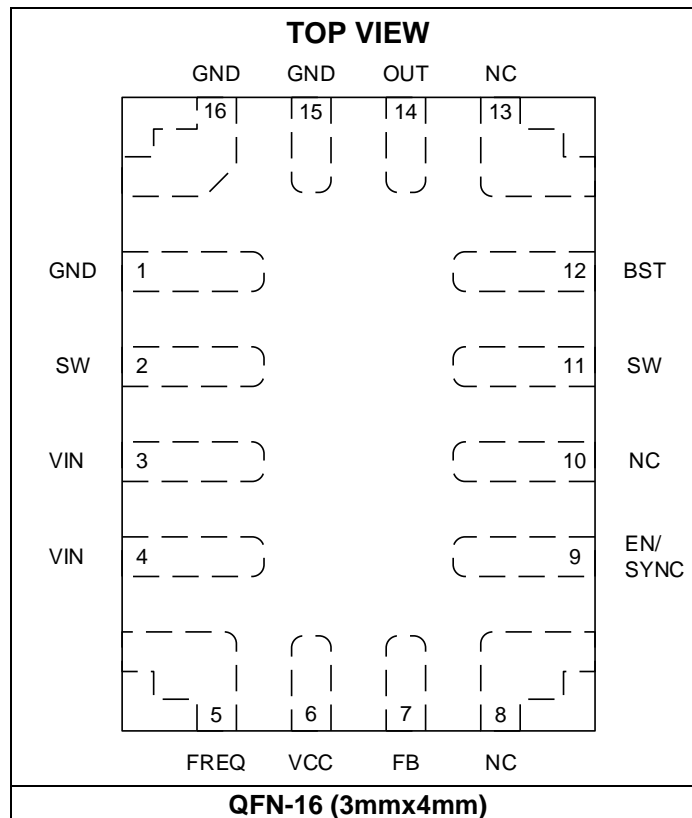 TOP VIEW
GND GND OUT NC
16 15 14 13
GND 1 12 BST
SW 2 11 SW
VIN 3 10 NC
VIN 4 9 EN/
SYNC
5 6 7 8
FREQ VCC FB NC
QFN-16 (3mmx4mm)